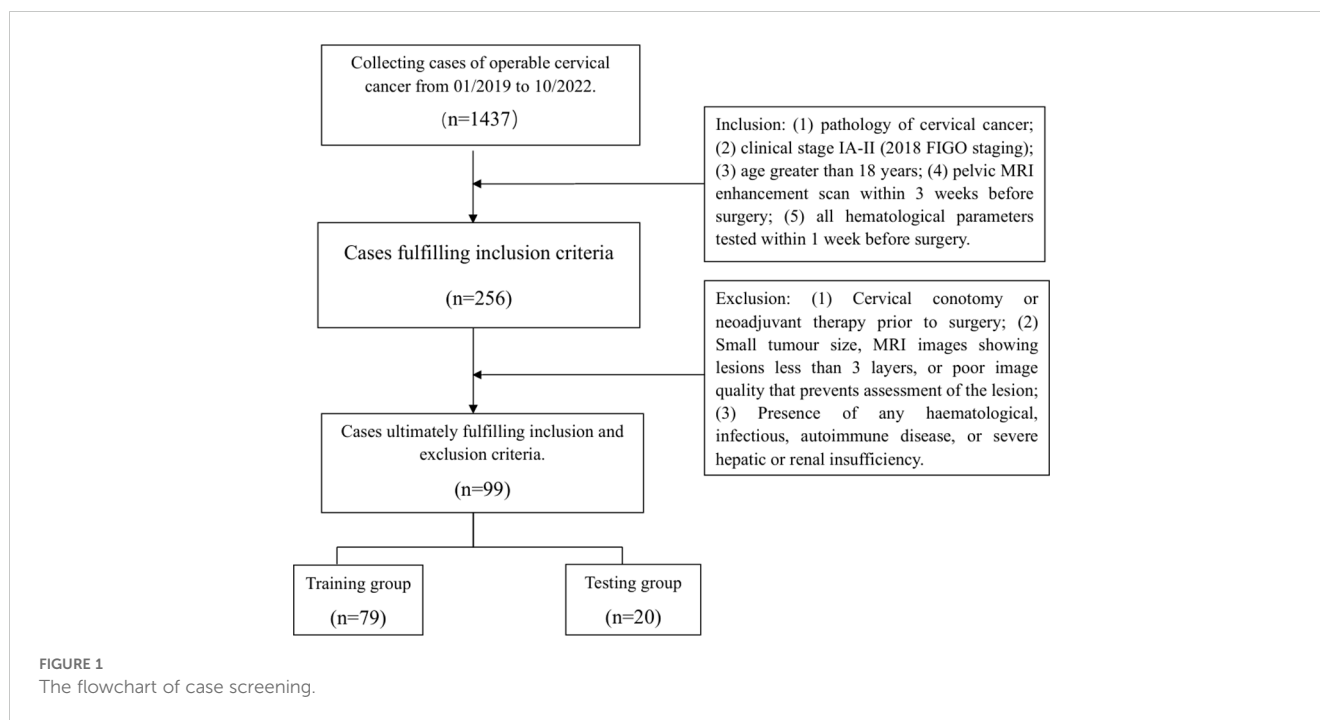 Collecting cases of operable cervical
cancer from 01/2019 to 10/2022.
(n=1437)
Inclusion: (1) pathology of cervical cancer;
(2) clinical stage IA-II (2018 FIGO staging);
(3) age greater than 18 years; (4) pelvic MRI
enhancement scan within 3 weeks before
surgery; (5) all hematological parameters
tested within 1 week before surgery.
Cases fulfilling inclusion criteria
(n=256)
Exclusion: (1) Cervical conotomy or
neoadjuvant therapy prior to surgery; (2)
Small tumour size, MRI images showing
lesions less than 3 layers, or poor image
quality that prevents assessment of the lesion;
(3) Presence of any haematological,
infectious, autoimmune disease, or severe
hepatic or renal insufficiency.
Cases ultimately fulfilling inclusion and
exclusion criteria.
(n=99)
Training group
(n=79)
Testing group
(n=20)
FIGURE 1
The flowchart of case screening.